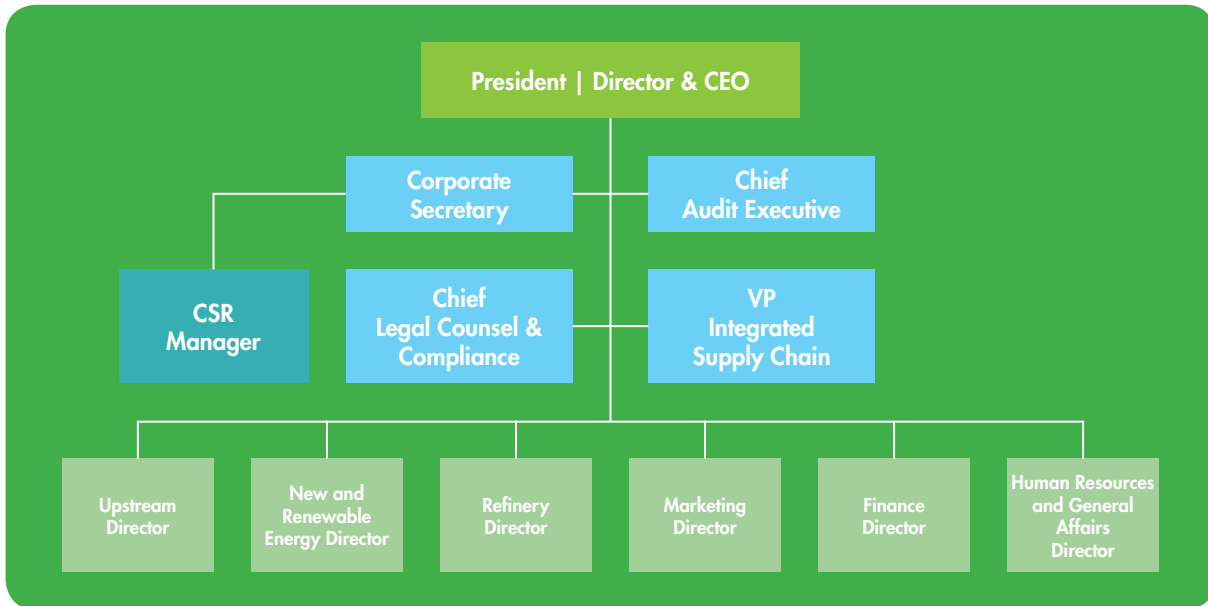 President | Director & CEO
Corporate
Secretary
Chief
Audit Executive
CSR
Manager
Chief
Legal Counsel &
Compliance
VP
Integrated
Supply Chain
Upstream
Director
New and
Renewable
Energy Director
Refinery
Director
Marketing
Director
Finance
Director
Human Resources
and General
Affairs
Director